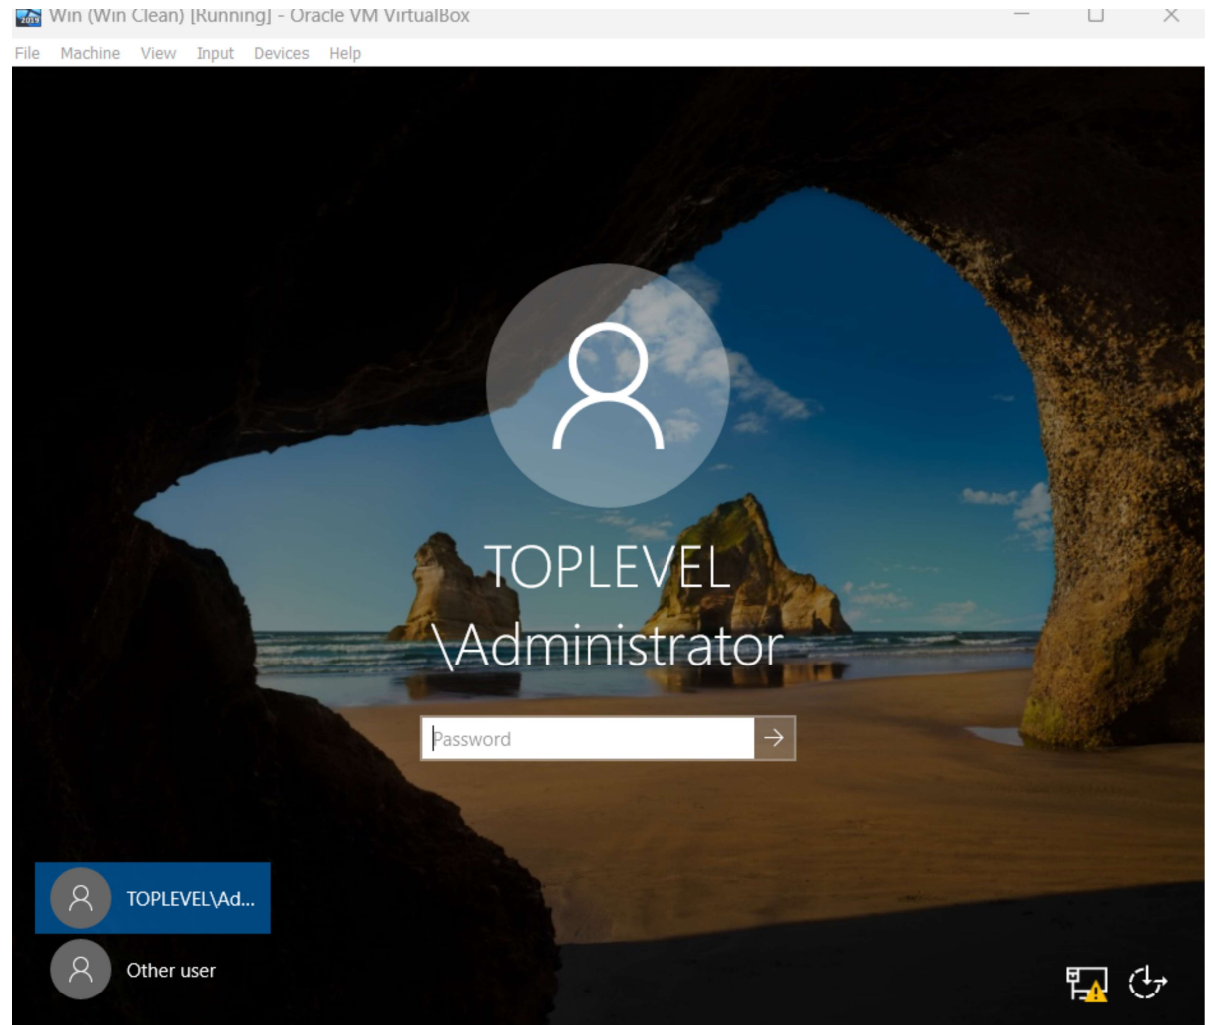 2019
Win (Win Clean) [Running] - Oracle VM VirtualBox
File Machine View Input Devices Help
TOPLEVEL
\Administrator
Password
TOPLEVEL\Ad...
Other user